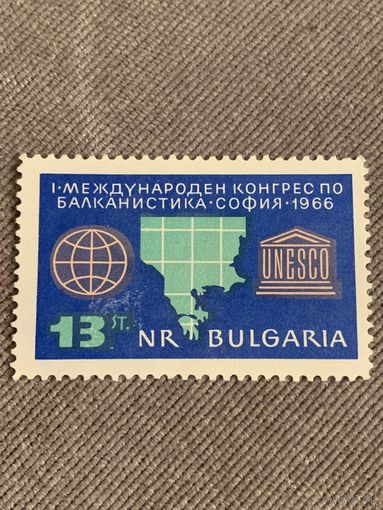 I·МЕЖДУНАРОДЕН КОНГРЕС ПО
БАЛКАНИСТИКА·СОФИЯ·1966
UNESCO
13 ST. NR BULGARIA